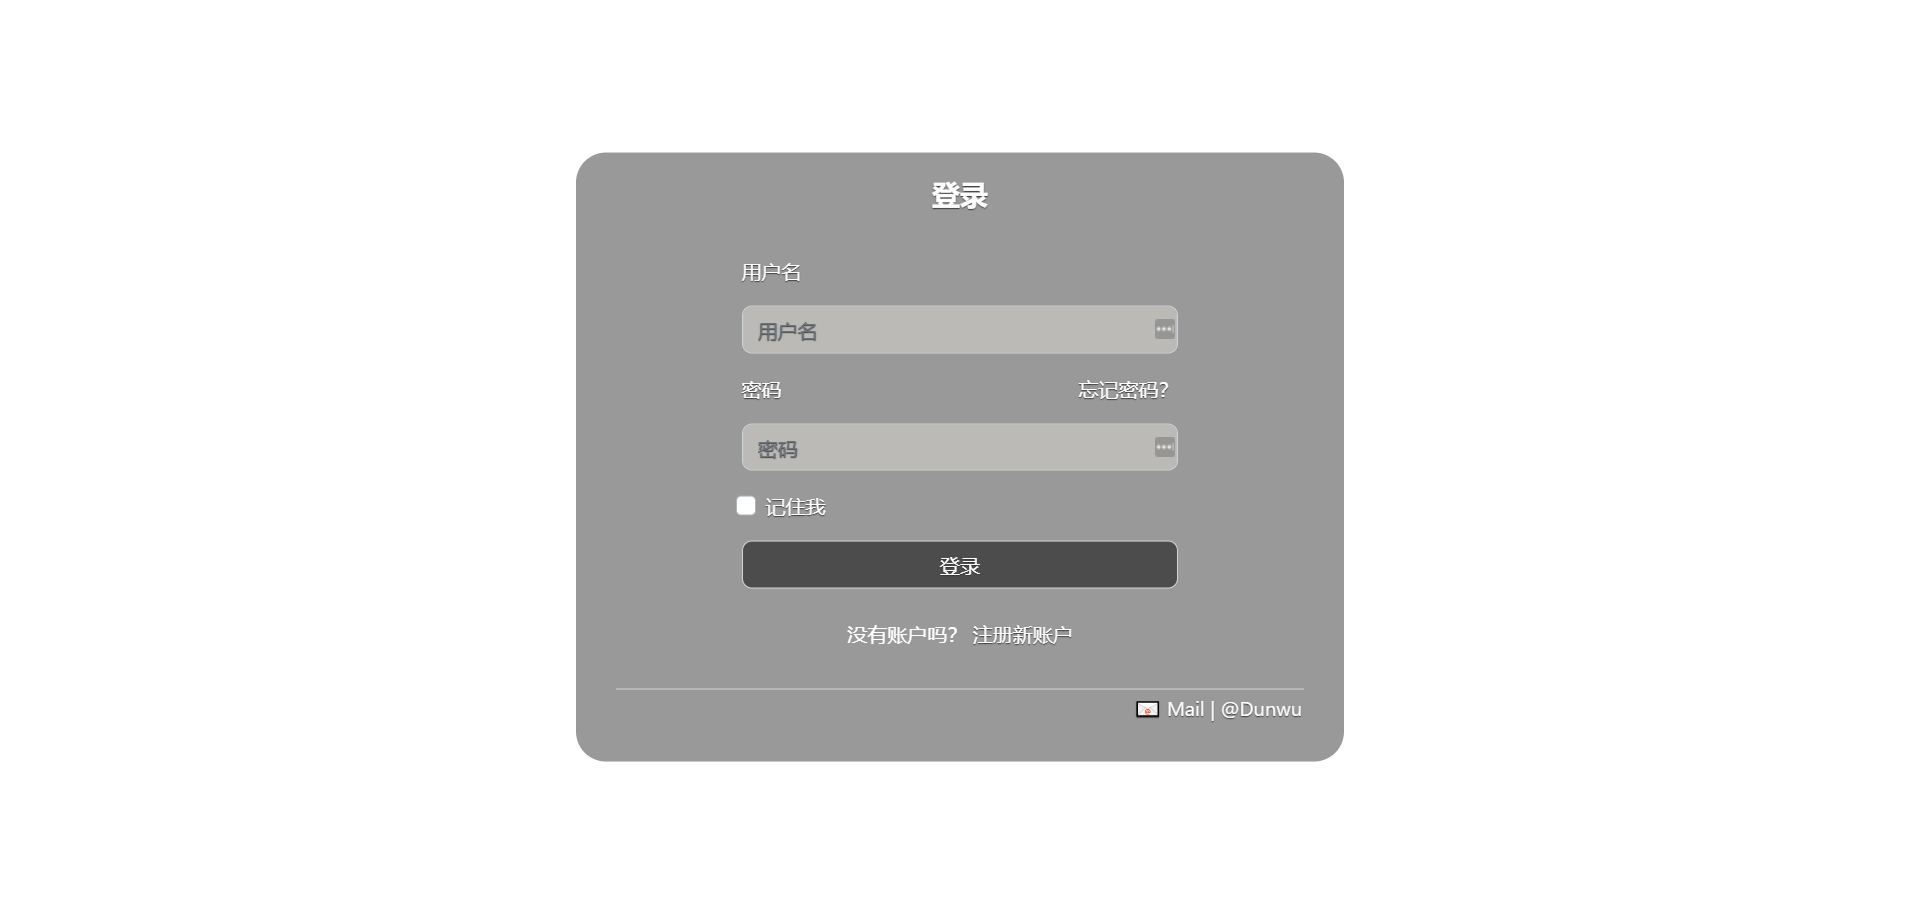 登录
用户名
用户名
密码 忘记密码？
密码
记住我
登录
没有账户吗？ 注册新账户
Mail | @Dunwu